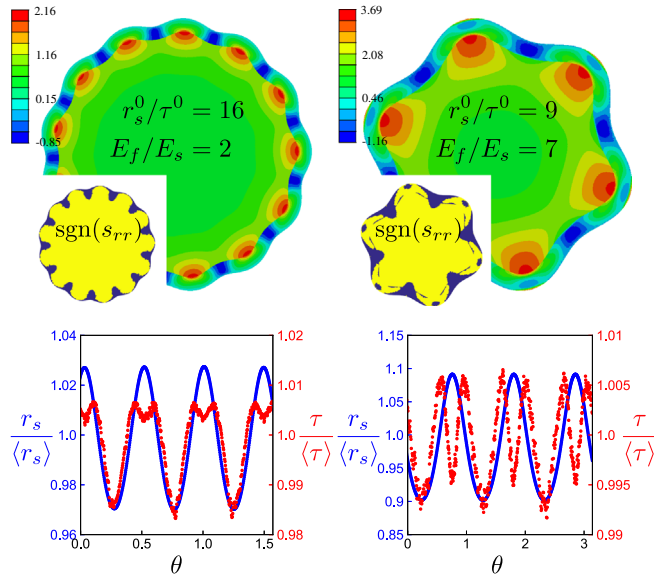 2.16
1.16
0.15
-0.85
r_s^0/τ^0 = 16
E_f/E_s = 2
sgn(s_rr)
3.69
2.08
0.46
-1.16
r_s^0/τ^0 = 9
E_f/E_s = 7
sgn(s_rr)
1.04
1.02
1.0
0.98
0.96
r_s/⟨r_s⟩
0.0 0.5 1.0 1.5
θ
1.02
1.01
1.0
0.99
0.98
τ/⟨τ⟩
1.15
1.1
1.05
1.0
0.95
0.9
0.85
r_s/⟨r_s⟩
0 1 2 3
θ
1.01
1.005
1.0
0.995
0.99
τ/⟨τ⟩